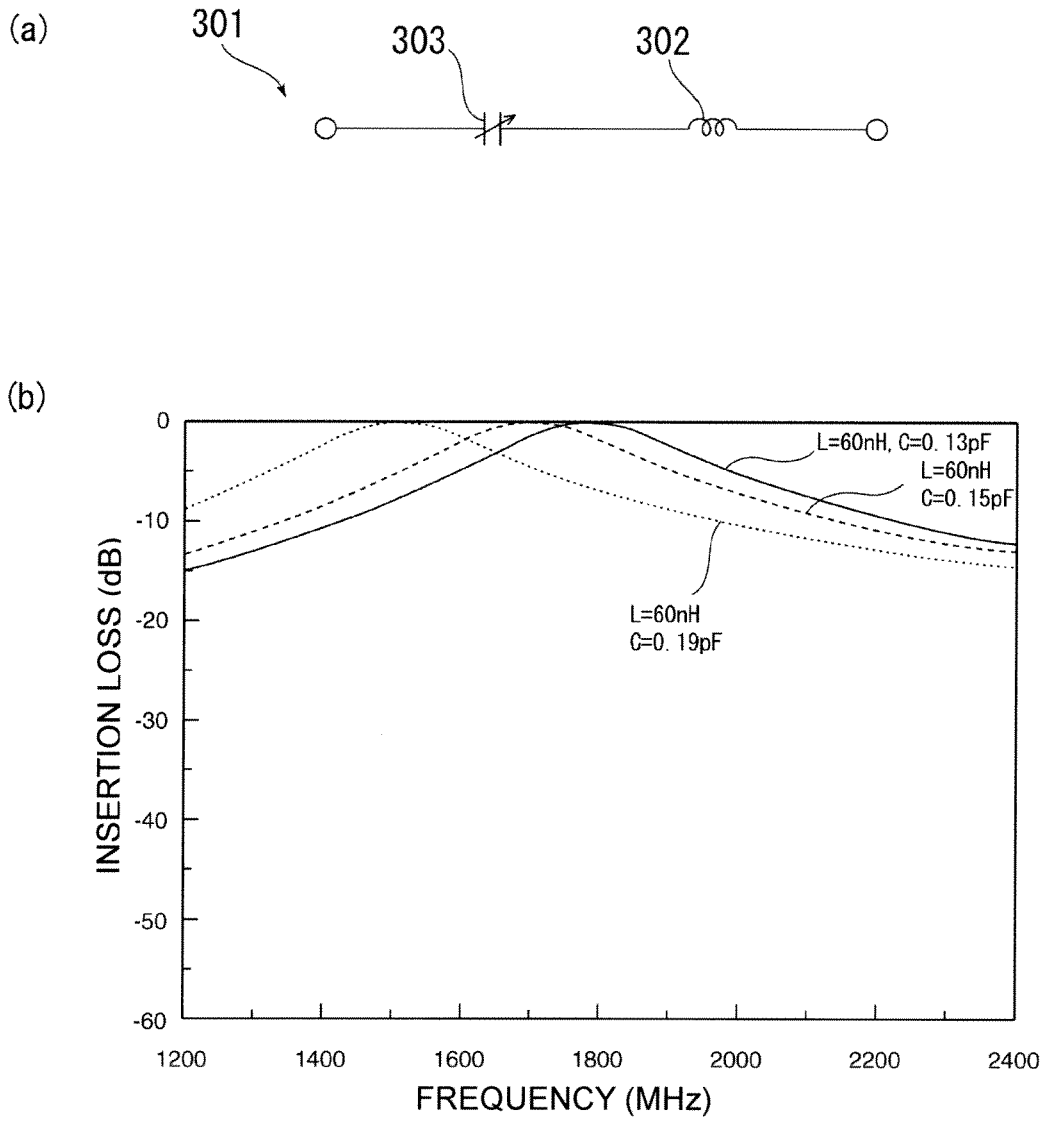 (a)
301
303
302
(b)
0
-10
-20
-30
-40
-50
-60
INSERTION LOSS (dB)
L=60nH, C=0.13pF
L=60nH
C=0.15pF
L=60nH
C=0.19pF
1200 1400 1600 1800 2000 2200 2400
FREQUENCY (MHz)